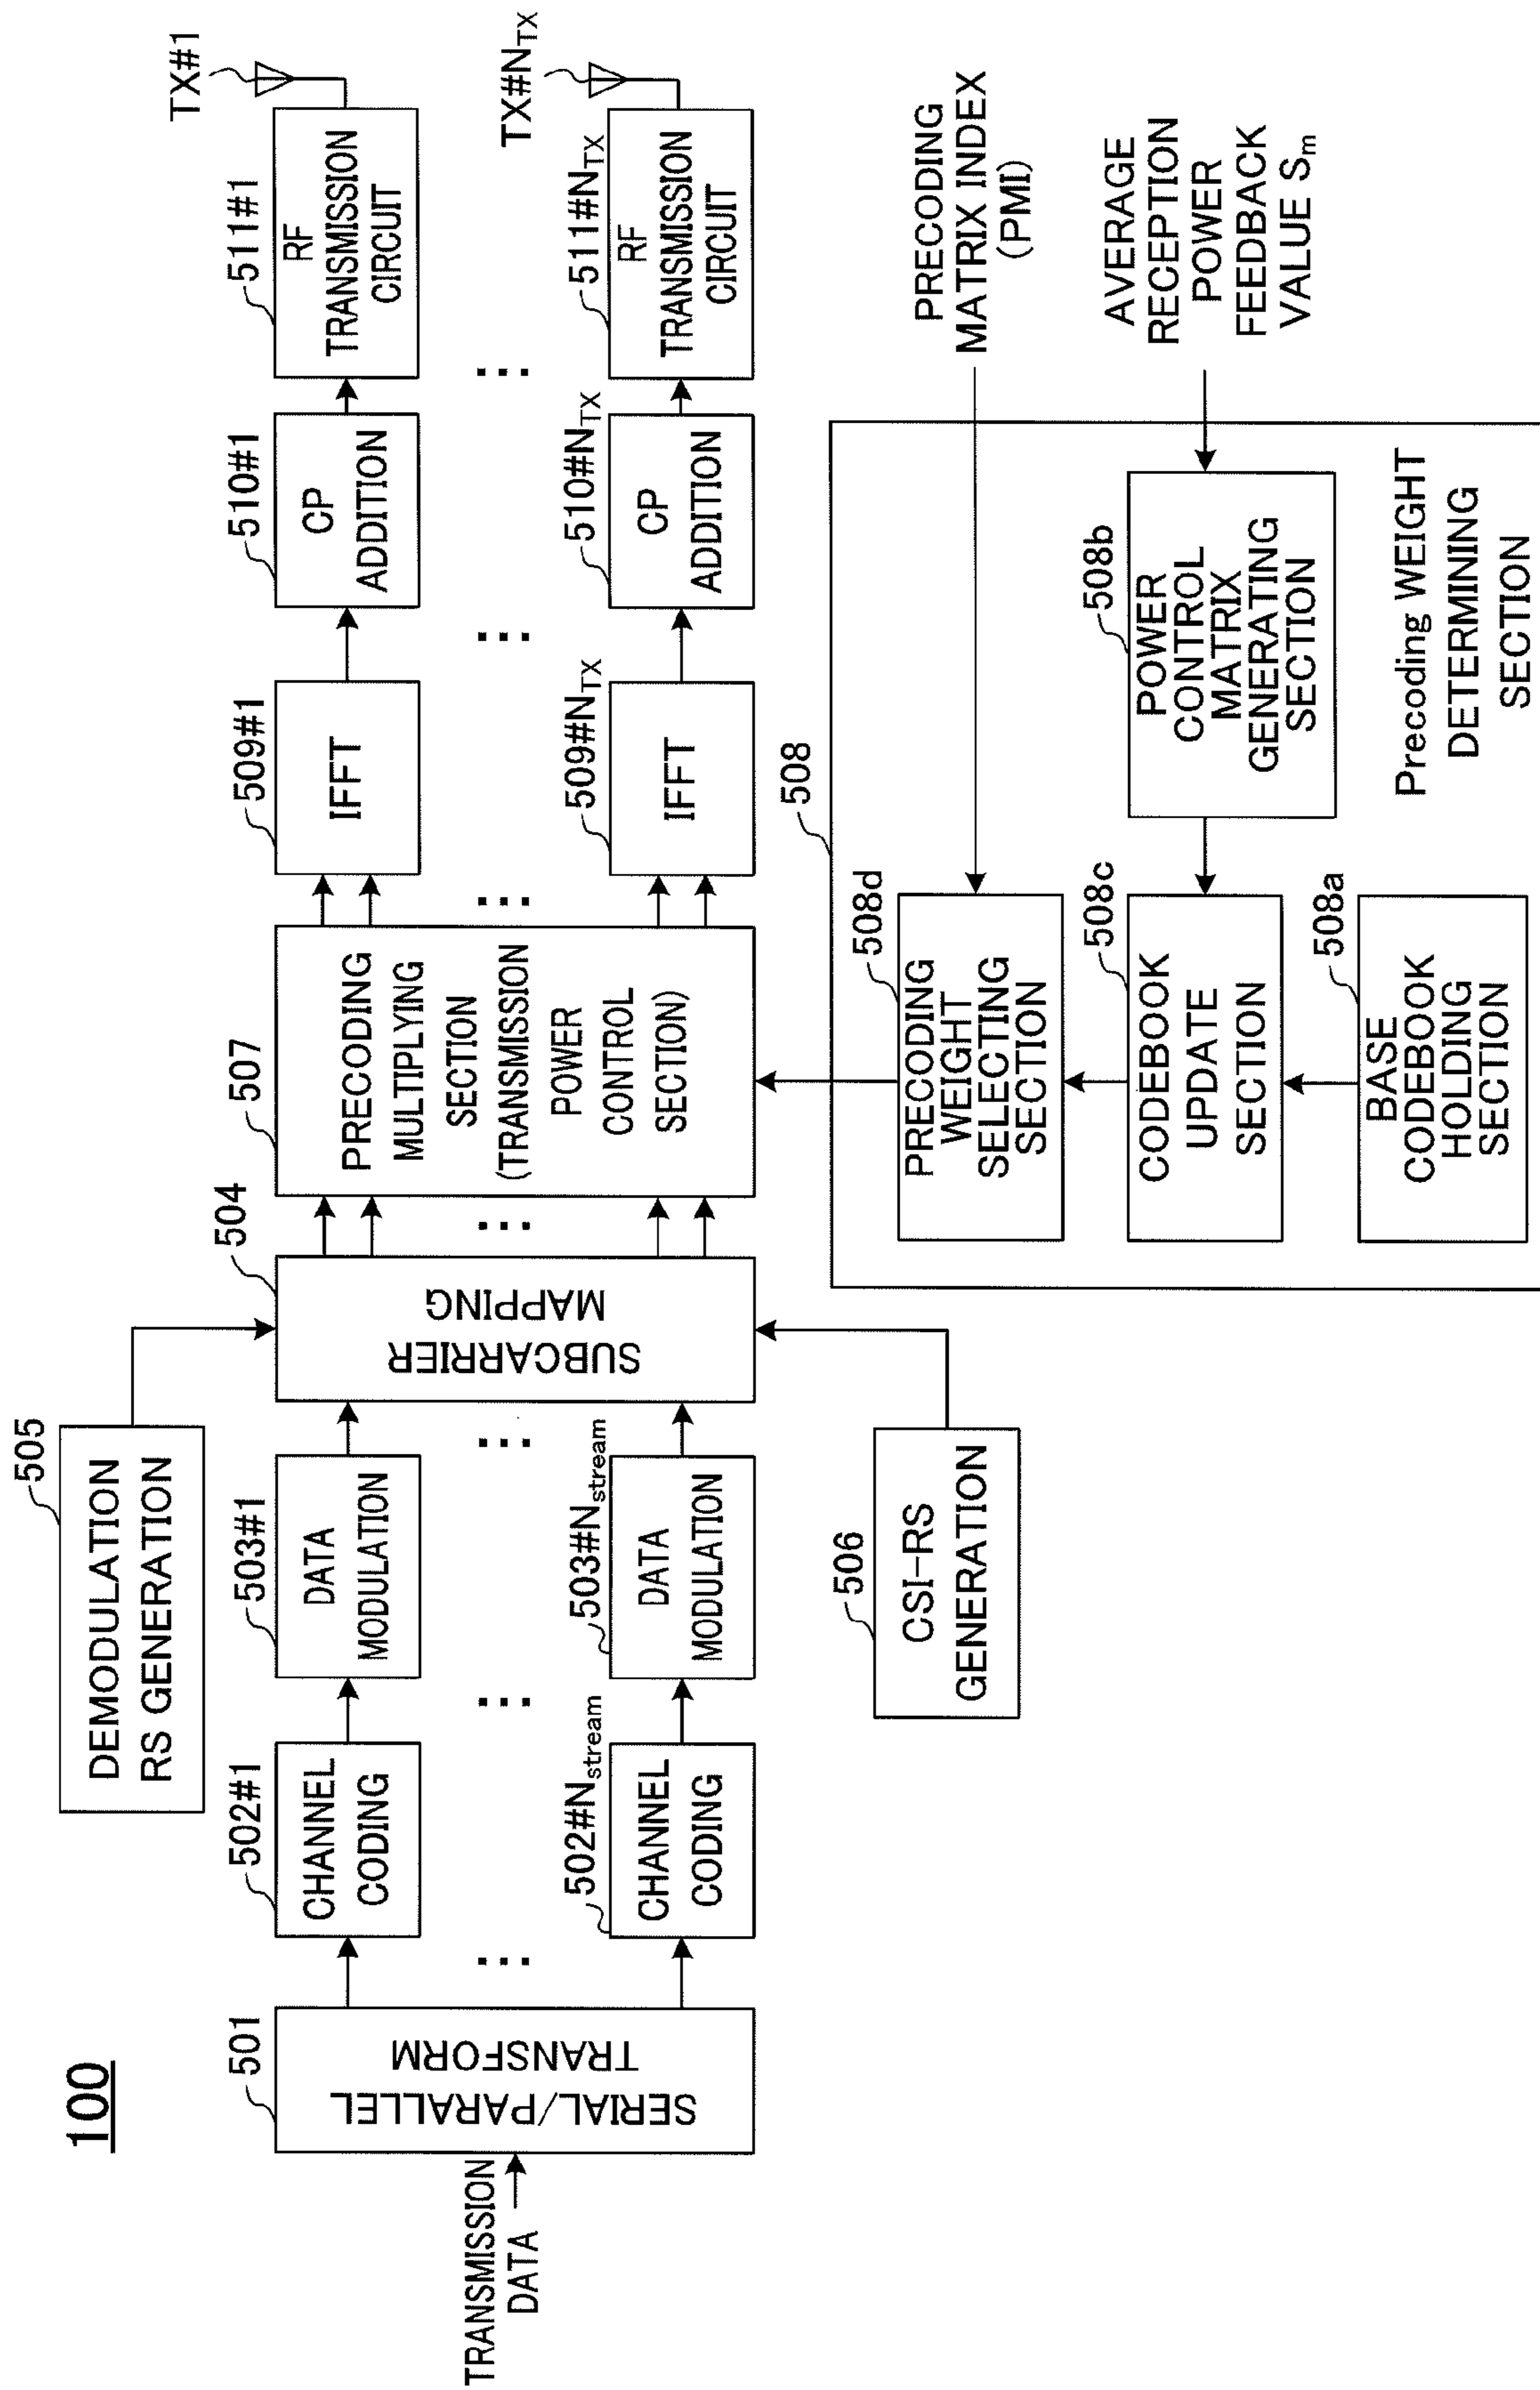 100
TRANSMISSION
DATA
501
SERIAL/PARALLEL
TRANSFORM
502#1
CHANNEL
CODING
502#Nstream
CHANNEL
CODING
503#1
DATA
MODULATION
503#Nstream
DATA
MODULATION
505
DEMODULATION
RS GENERATION
506
CSI-RS
GENERATION
504
SUBCARRIER
MAPPING
507
PRECODING
MULTIPLYING
SECTION
(TRANSMISSION
POWER
CONTROL
SECTION)
509#1
IFFT
509#NTX
IFFT
510#1
CP
ADDITION
510#NTX
CP
ADDITION
511#1
RF
TRANSMISSION
CIRCUIT
511#NTX
RF
TRANSMISSION
CIRCUIT
TX#1
TX#NTX
508
508d
PRECODING
WEIGHT
SELECTING
SECTION
508c
CODEBOOK
UPDATE
SECTION
508a
BASE
CODEBOOK
HOLDING
SECTION
508b
POWER
CONTROL
MATRIX
GENERATING
SECTION
Precoding WEIGHT
DETERMINING
SECTION
PRECODING
MATRIX INDEX
(PMI)
AVERAGE
RECEPTION
POWER
FEEDBACK
VALUE Sm